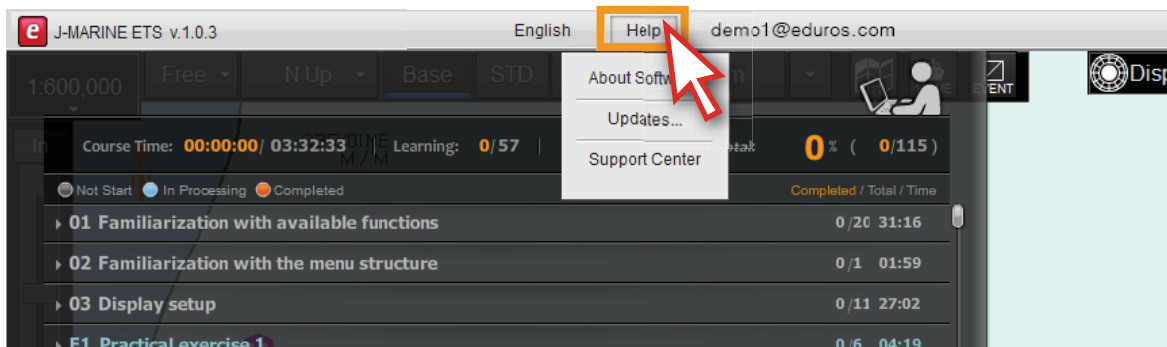 e J-MARINE ETS v.1.0.3 English Help demo1@eduros.com
1:600,000 Free N Up Base STD EVENT Disp
About Softw
Updates...
Support Center
In Course Time: 00:00:00/ 03:32:33 | Learning: 0/57 | Total: 0% ( 0/115 )
M / M
Not Start In Processing Completed Completed / Total / Time
01 Familiarization with available functions 0 /20 31:16
02 Familiarization with the menu structure 0 /1 01:59
03 Display setup 0 /11 27:02
E1 Practical exercise 1 0 /6 04:19